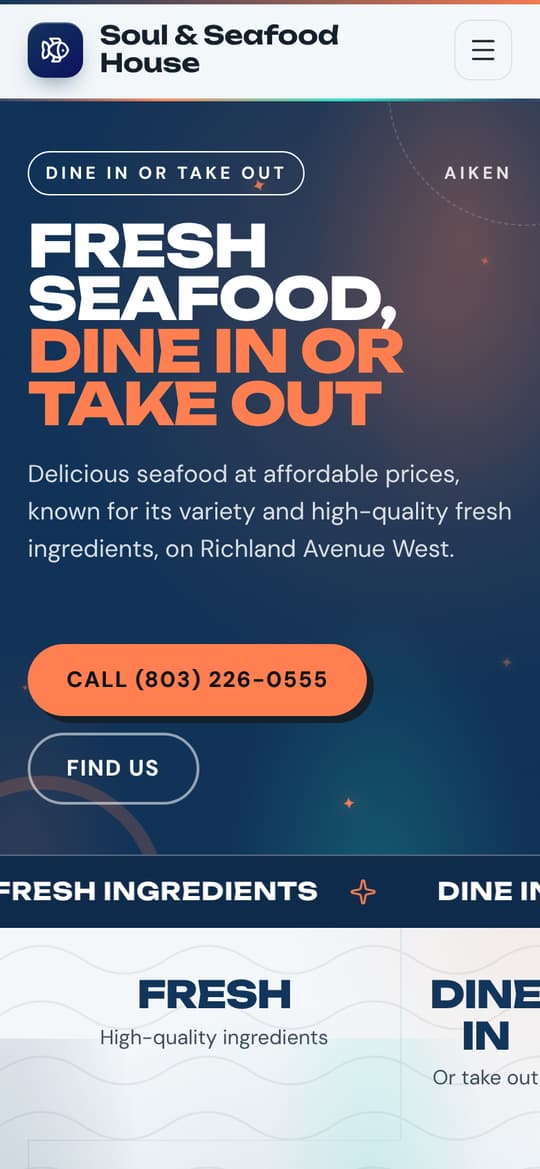 Soul & Seafood
House
DINE IN OR TAKE OUT
AIKEN
FRESH
SEAFOOD,
DINE IN OR
TAKE OUT
Delicious seafood at affordable prices,
known for its variety and high-quality fresh
ingredients, on Richland Avenue West.
CALL (803) 226-0555
FIND US
FRESH INGREDIENTS
DINE IN
FRESH
High-quality ingredients
DINE
IN
Or take out